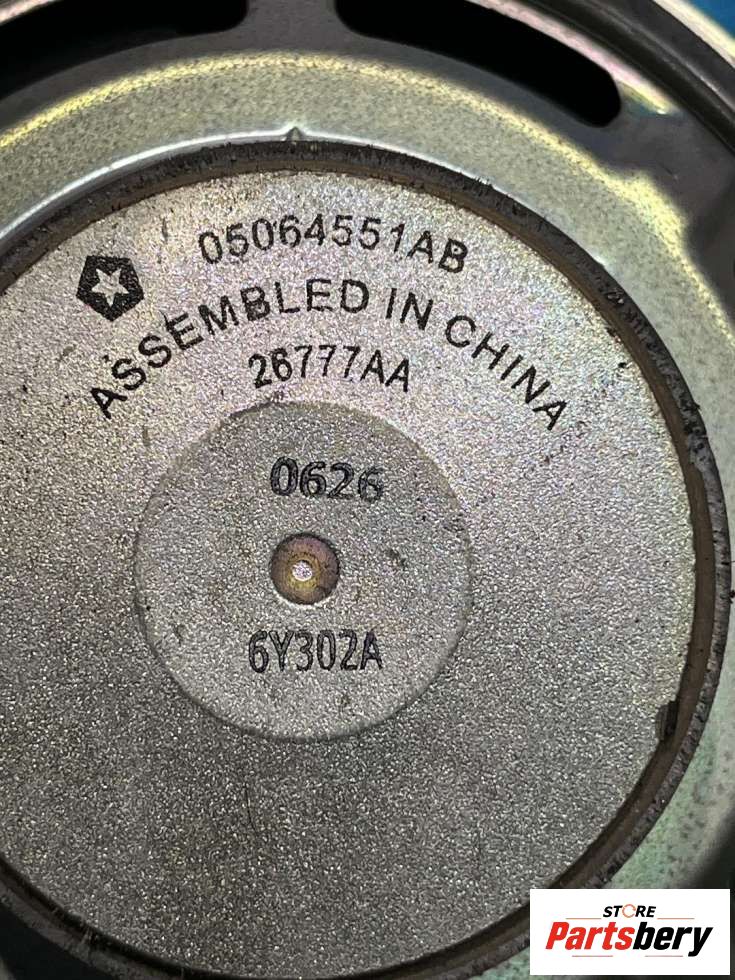 05064551AB
ASSEMBLED IN CHINA
26777AA
0626
6Y302A
STORE
Partsbery